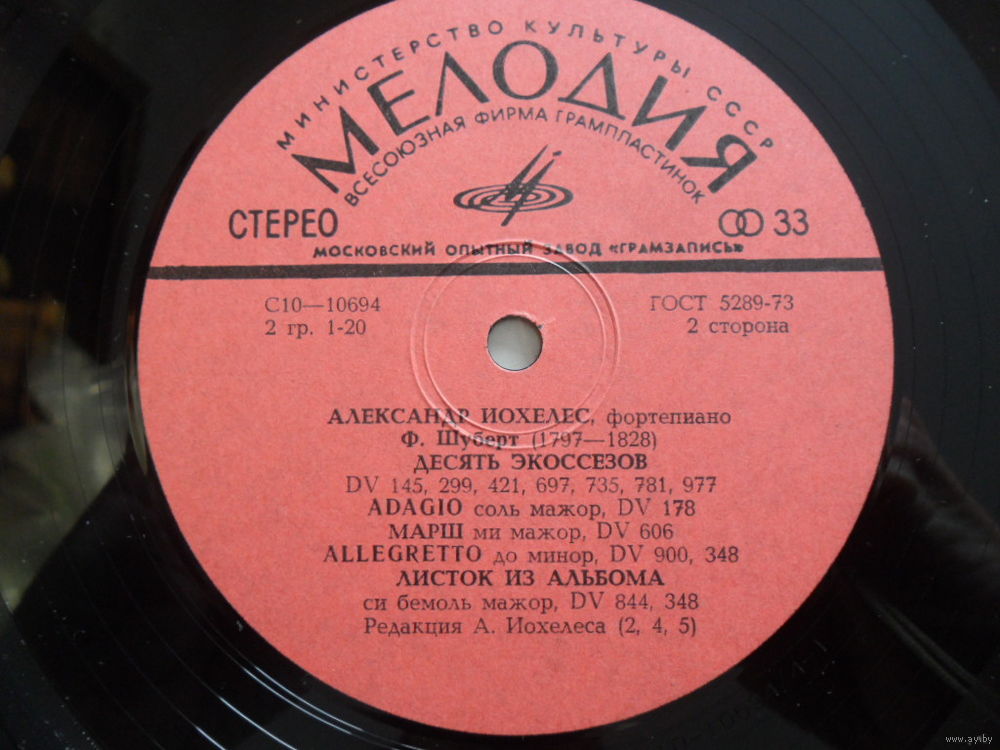 МИНИСТЕРСТВО КУЛЬТУРЫ СССР
МЕЛОДИЯ
ВСЕСОЮЗНАЯ ФИРМА ГРАМПЛАСТИНОК
СТЕРЕО
33
МОСКОВСКИЙ ОПЫТНЫЙ ЗАВОД «ГРАМЗАПИСЬ»
С10—10694
ГОСТ 5289-73
2 гр. 1-20
2 сторона
АЛЕКСАНДР ИОХЕЛЕС, фортепиано
Ф. Шуберт (1797—1828)
ДЕСЯТЬ ЭКОССЕЗОВ
DV 145, 299, 421, 697, 735, 781, 977
ADAGIO соль мажор, DV 178
МАРШ ми мажор, DV 606
ALLEGRETTO до минор, DV 900, 348
ЛИСТОК ИЗ АЛЬБОМА
си бемоль мажор, DV 844, 348
Редакция А. Иохелеса (2, 4, 5)
www.ay.by